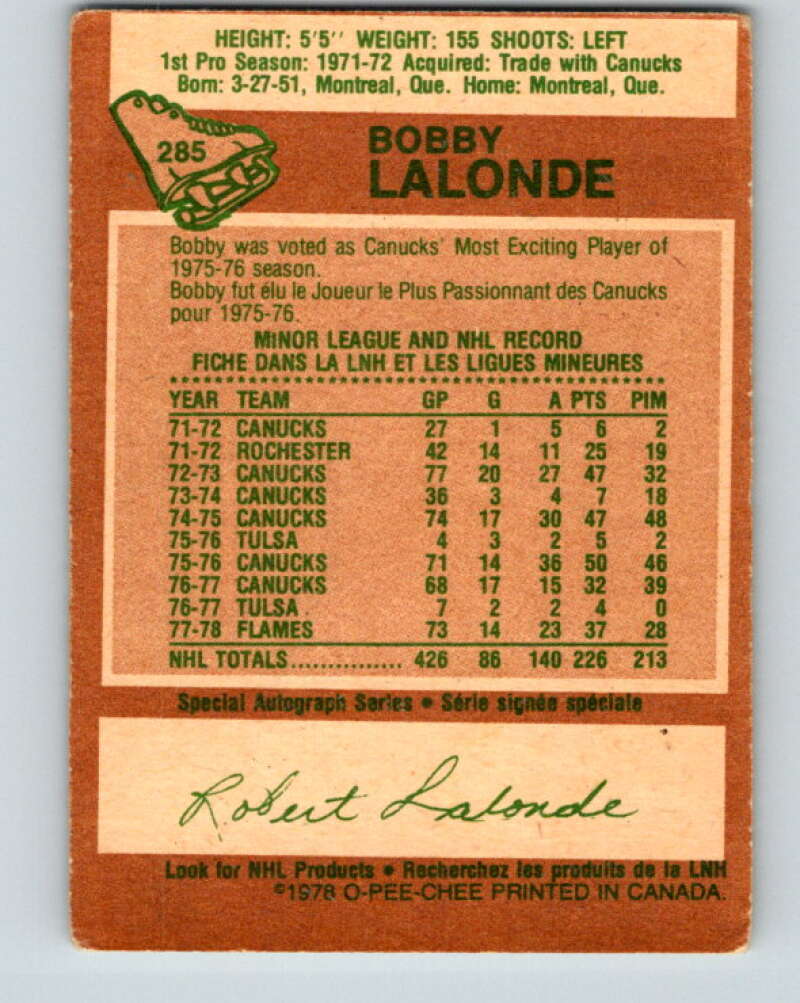 HEIGHT: 5'5'' WEIGHT: 155 SHOOTS: LEFT
1st Pro Season: 1971-72 Acquired: Trade with Canucks
Born: 3-27-51, Montreal, Que. Home: Montreal, Que.
285
BOBBY
LALONDE
Bobby was voted as Canucks' Most Exciting Player of
1975-76 season.
Bobby fut élu le Joueur le Plus Passionnant des Canucks
pour 1975-76.
MINOR LEAGUE AND NHL RECORD
FICHE DANS LA LNH ET LES LIGUES MINEURES
YEAR TEAM GP G A PTS PIM
71-72 CANUCKS 27 1 5 6 2
71-72 ROCHESTER 42 14 11 25 19
72-73 CANUCKS 77 20 27 47 32
73-74 CANUCKS 36 3 4 7 18
74-75 CANUCKS 74 17 30 47 48
75-76 TULSA 4 3 2 5 2
75-76 CANUCKS 71 14 36 50 46
76-77 CANUCKS 68 17 15 32 39
76-77 TULSA 7 2 2 4 0
77-78 FLAMES 73 14 23 37 28
NHL TOTALS............... 426 86 140 226 213
Special Autograph Series • Série signée spéciale
Robert Lalonde
Look for NHL Products • Recherchez les produits de la LNH
©1978 O-PEE-CHEE PRINTED IN CANADA.